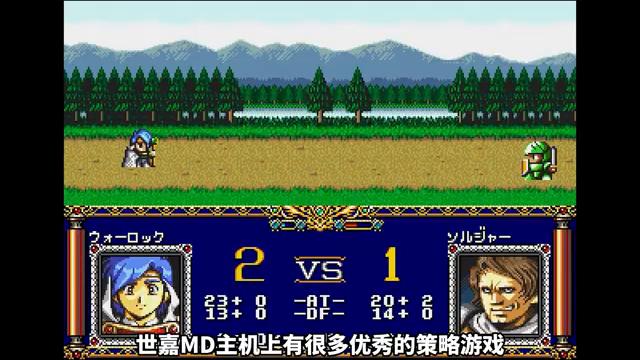 ウォーロック
ソルジャー
2 VS 1
23+ 0 —AT— 20+ 2
13+ 0 —DF— 14+ 0
世嘉MD主机上有很多优秀的策略游戏